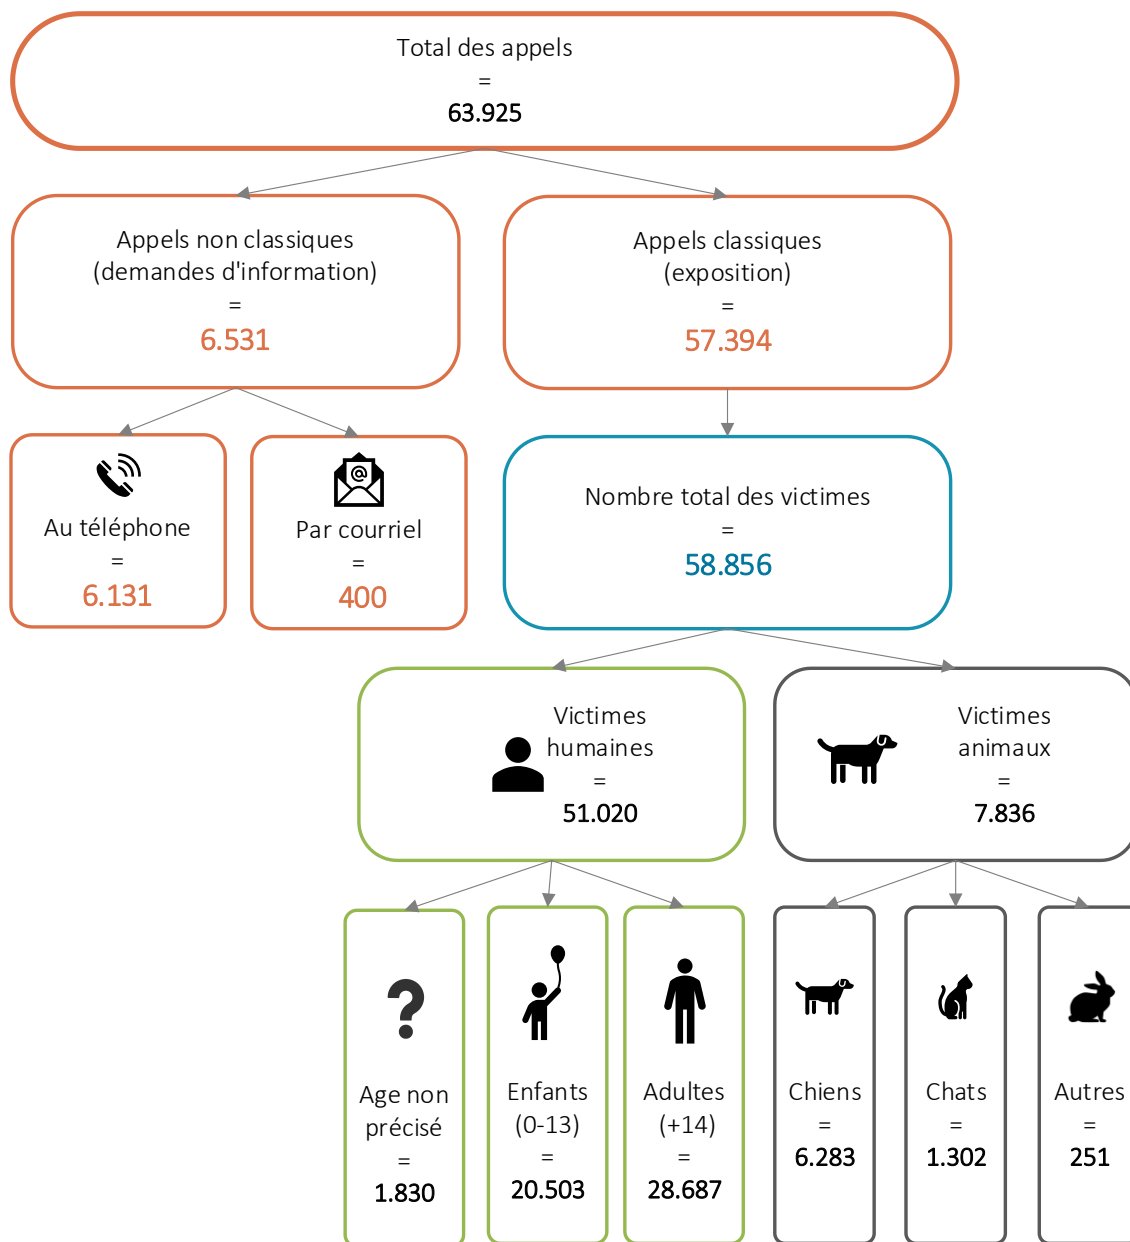 Total des appels
=
63.925
Appels non classiques
(demandes d'information)
=
6.531
Appels classiques
(exposition)
=
57.394
@
Au téléphone
=
6.131
Par courriel
=
400
Nombre total des victimes
=
58.856
Victimes
humaines
=
51.020
Victimes
animaux
=
7.836
?
Age non
précisé
=
1.830
Enfants
(0-13)
=
20.503
Adultes
(+14)
=
28.687
Chiens
=
6.283
Chats
=
1.302
Autres
=
251